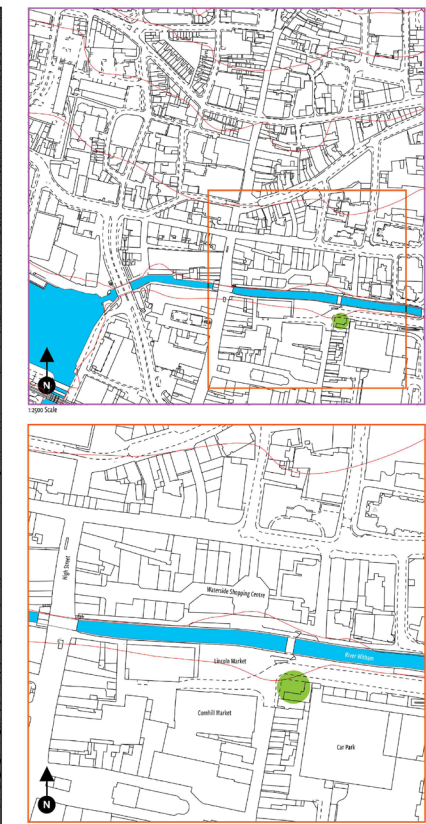 N
1:2500 Scale
High Street
Waterside Shopping Centre
River Witham
Lincoln Market
Cornhill Market
Car Park
N